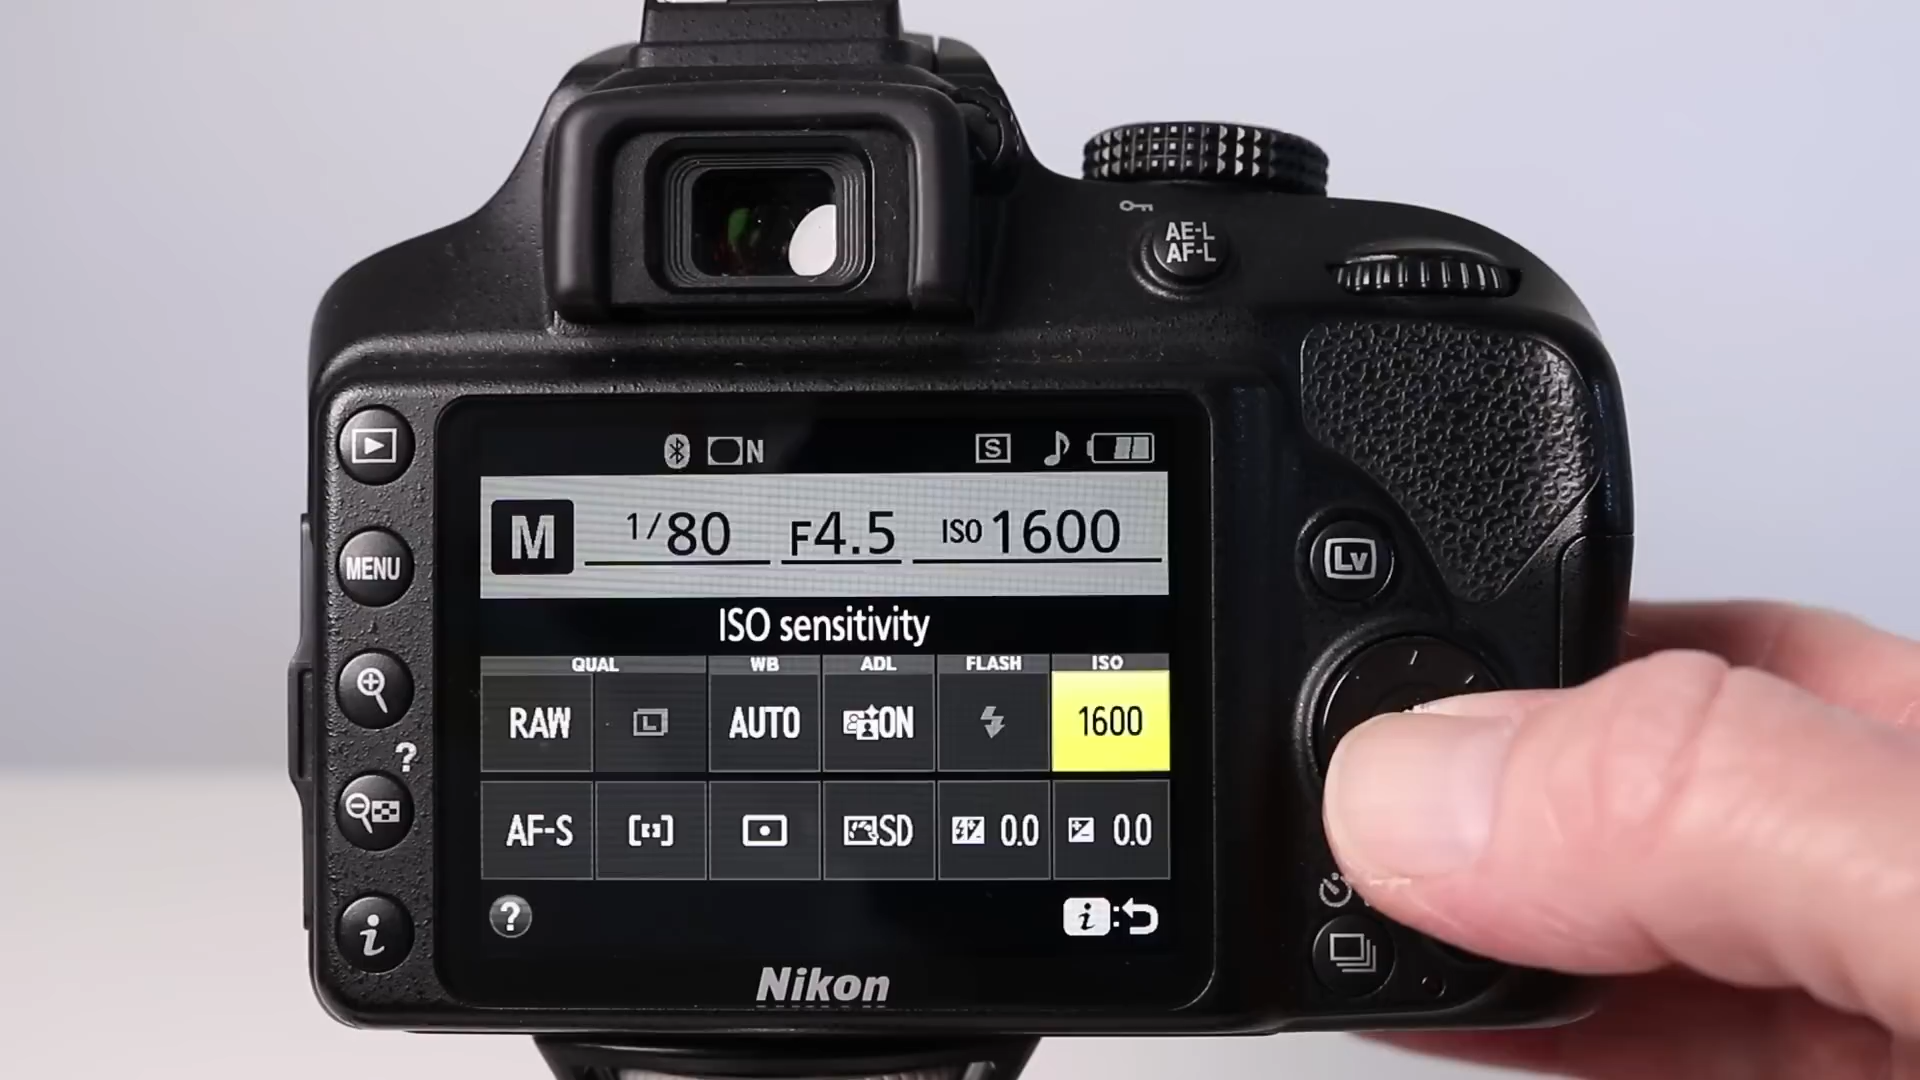 AE-L
AF-L
N
S
M 1/80 F4.5 ISO 1600
ISO sensitivity
QUAL WB ADL FLASH ISO
RAW L AUTO ON 1600
AF-S SD 0.0 0.0
? i
MENU
?
i
Lv
Nikon